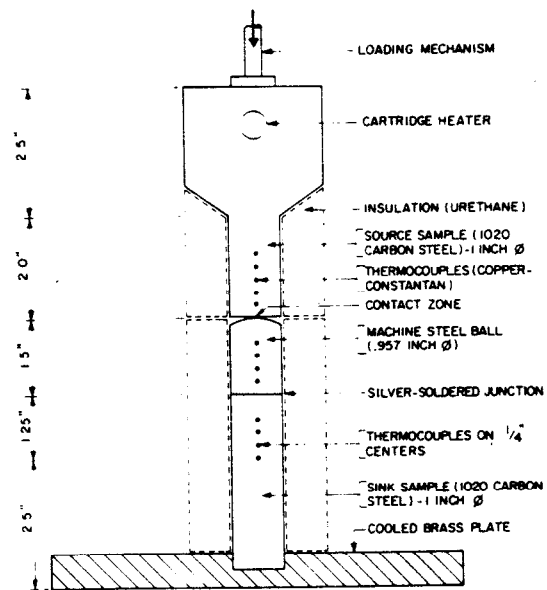 LOADING MECHANISM
CARTRIDGE HEATER
2.5"
INSULATION (URETHANE)
SOURCE SAMPLE (1020
CARBON STEEL)-1 INCH Ø
2.0"
THERMOCOUPLES (COPPER-
CONSTANTAN)
CONTACT ZONE
MACHINE STEEL BALL
(.957 INCH Ø)
1.5"
SILVER-SOLDERED JUNCTION
1.25"
THERMOCOUPLES ON 1/4"
CENTERS
SINK SAMPLE (1020 CARBON
STEEL)-1 INCH Ø
2.5"
COOLED BRASS PLATE